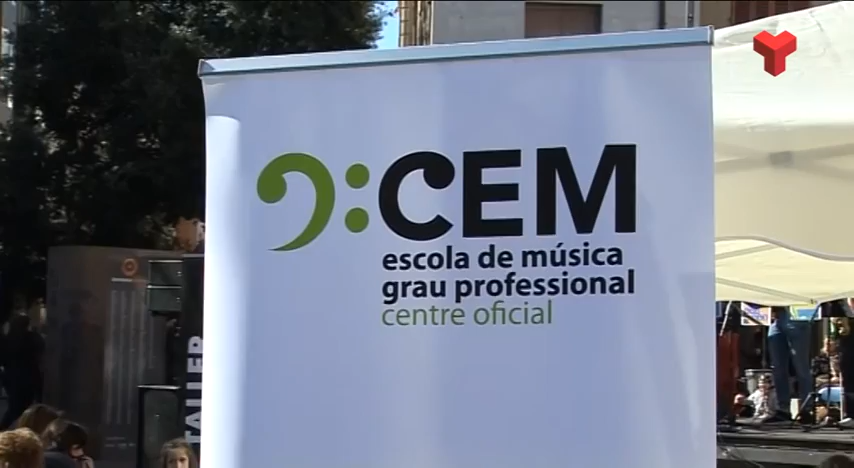 CEM
escola de música
grau professional
centre oficial
TALLER